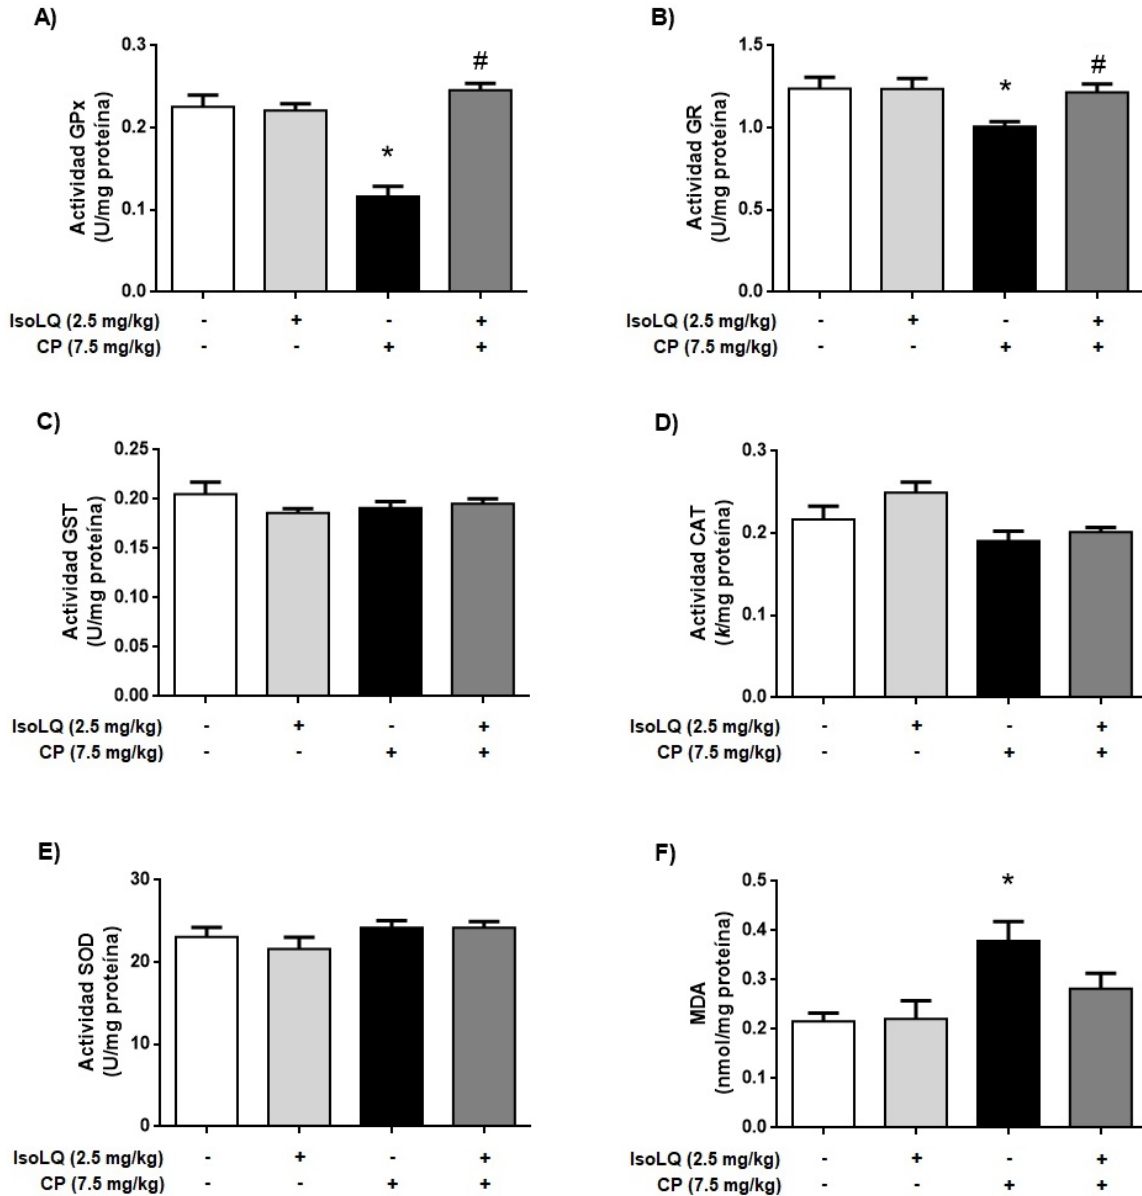 A)
Actividad GPx
(U/mg proteína)
0.3
0.2
0.1
0.0
*
#
IsoLQ (2.5 mg/kg) - + - +
CP (7.5 mg/kg) - - + +
B)
Actividad GR
(U/mg proteína)
1.5
1.0
0.5
0.0
*
#
IsoLQ (2.5 mg/kg) - + - +
CP (7.5 mg/kg) - - + +
C)
Actividad GST
(U/mg proteína)
0.25
0.20
0.15
0.10
0.05
0.00
IsoLQ (2.5 mg/kg) - + - +
CP (7.5 mg/kg) - - + +
D)
Actividad CAT
(k/mg proteína)
0.3
0.2
0.1
0.0
IsoLQ (2.5 mg/kg) - + - +
CP (7.5 mg/kg) - - + +
E)
Actividad SOD
(U/mg proteína)
30
20
10
0
IsoLQ (2.5 mg/kg) - + - +
CP (7.5 mg/kg) - - + +
F)
MDA
(nmol/mg proteína)
0.5
0.4
0.3
0.2
0.1
0.0
*
IsoLQ (2.5 mg/kg) - + - +
CP (7.5 mg/kg) - - + +